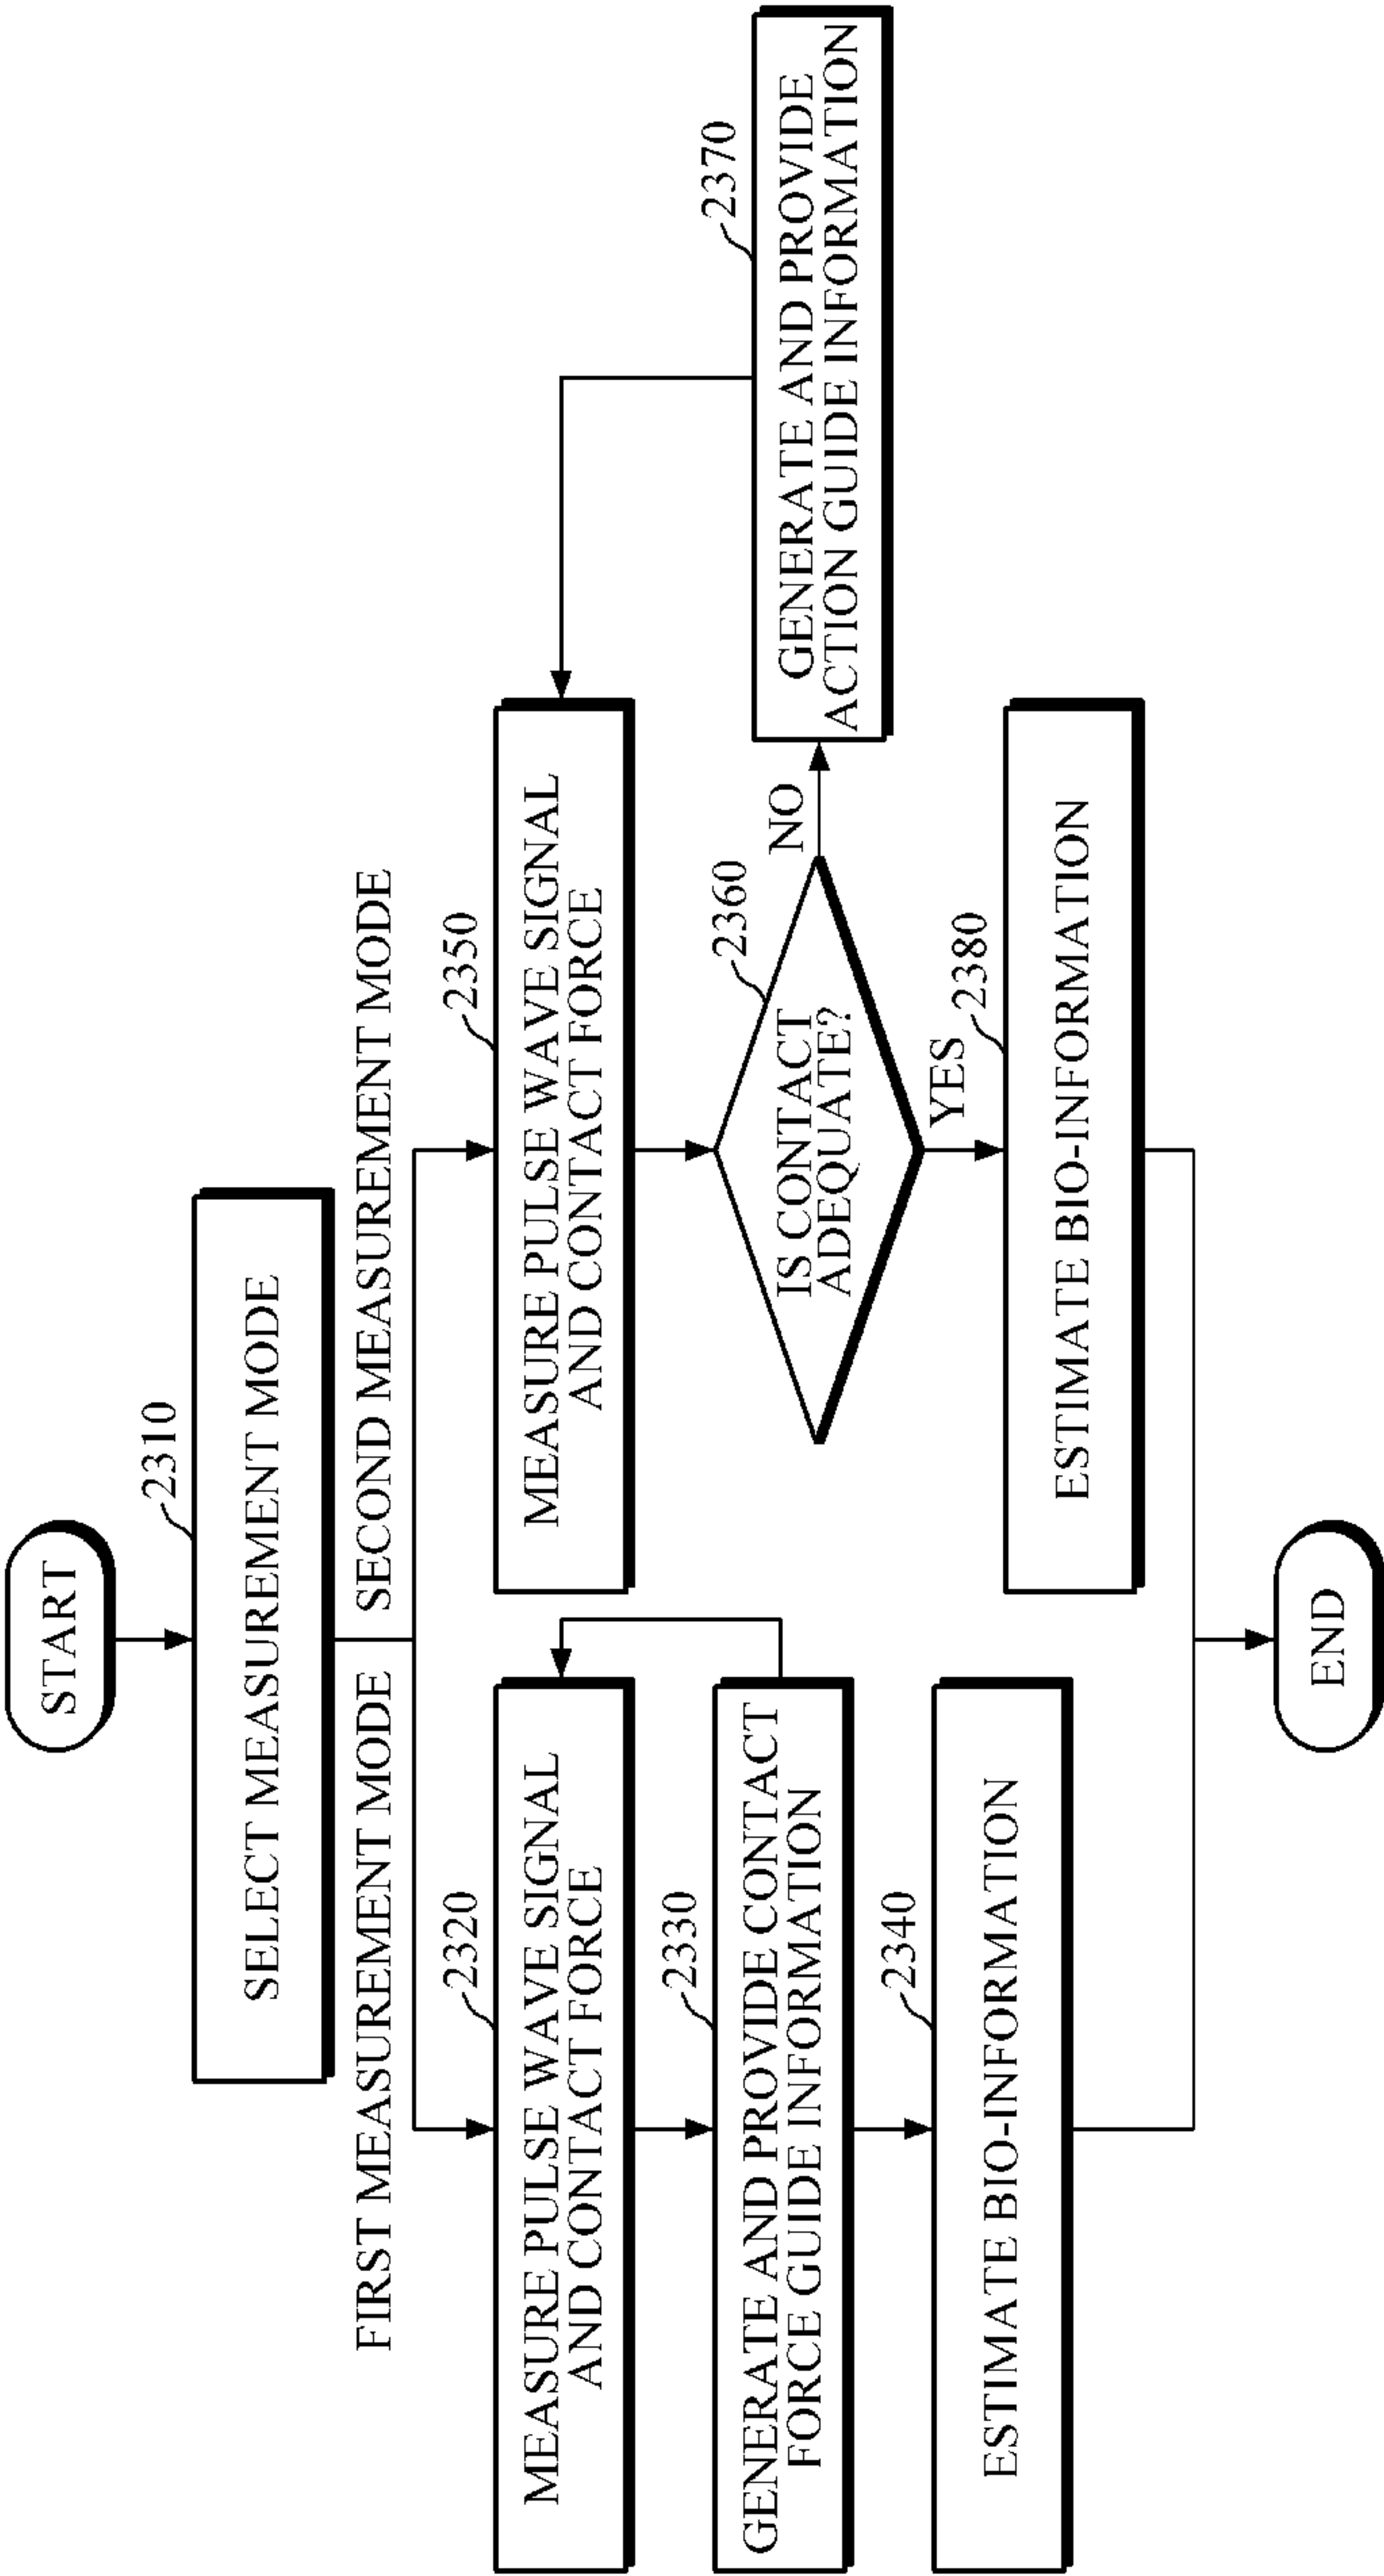 START
2310
SELECT MEASUREMENT MODE
FIRST MEASUREMENT MODE
SECOND MEASUREMENT MODE
2320
MEASURE PULSE WAVE SIGNAL
AND CONTACT FORCE
2330
GENERATE AND PROVIDE CONTACT
FORCE GUIDE INFORMATION
2340
ESTIMATE BIO-INFORMATION
2350
MEASURE PULSE WAVE SIGNAL
AND CONTACT FORCE
2360
IS CONTACT
ADEQUATE?
NO
2370
GENERATE AND PROVIDE
ACTION GUIDE INFORMATION
YES
2380
ESTIMATE BIO-INFORMATION
END